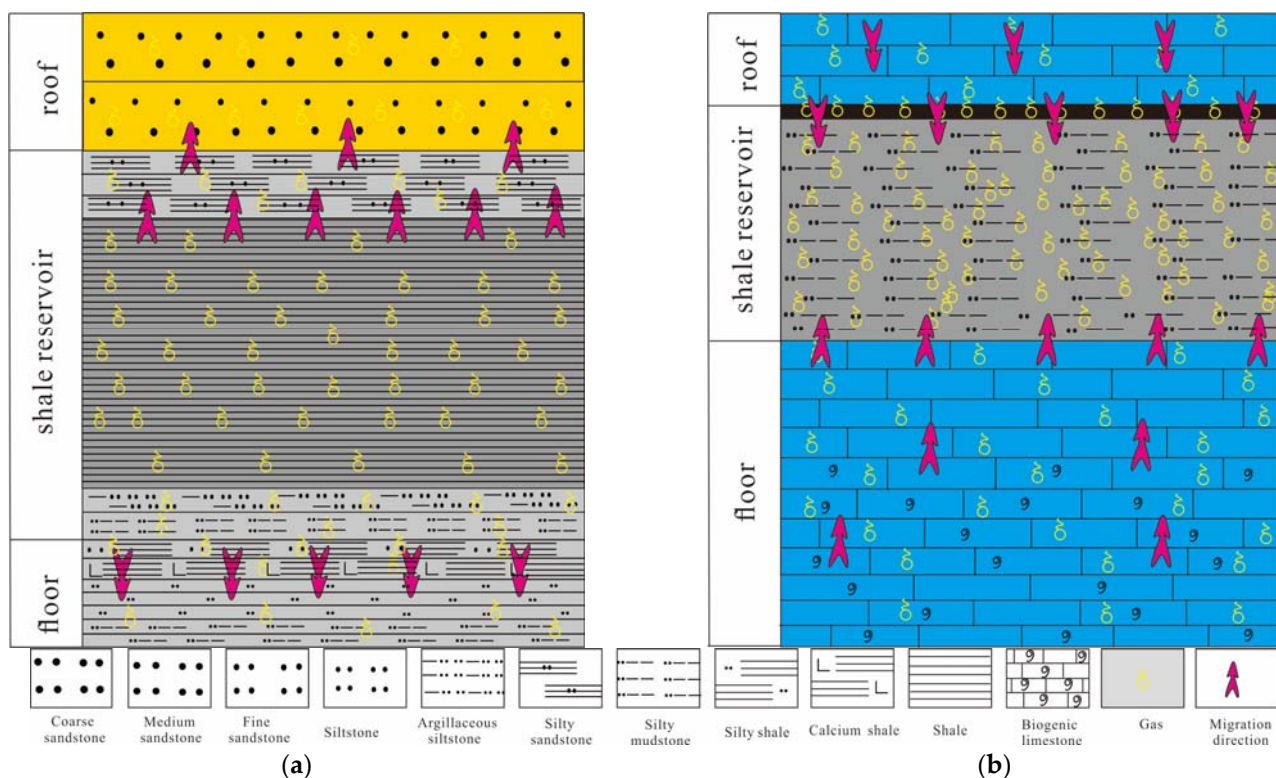 roof
shale reservoir
floor
roof
shale reservoir
floor
Coarse
sandstone
Medium
sandstone
Fine
sandstone
Siltstone
Argillaceous
siltstone
Silty
sandstone
Silty
mudstone
Silty shale
Calcium shale
Shale
Biogenic
limestone
Gas
Migration
direction
(a)
(b)